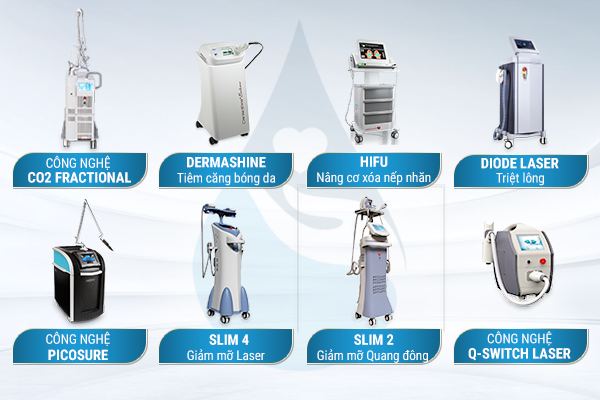 CÔNG NGHỆ
CO2 FRACTIONAL
DERMASHINE
Tiêm căng bóng da
HIFU
Nâng cơ xóa nếp nhăn
DIODE LASER
Triệt lông
CÔNG NGHỆ
PICOSURE
SLIM 4
Giảm mỡ Laser
SLIM 2
Giảm mỡ Quang đông
CÔNG NGHỆ
Q-SWITCH LASER